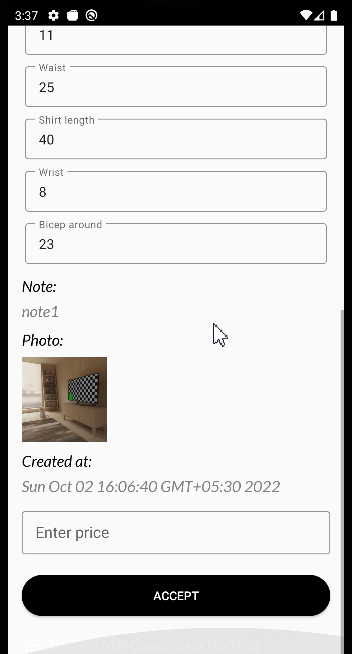 3:37
11
Waist
25
Shirt length
40
Wrist
8
Bicep around
23
Note:
note1
Photo:
Created at:
Sun Oct 02 16:06:40 GMT+05:30 2022
Enter price
ACCEPT